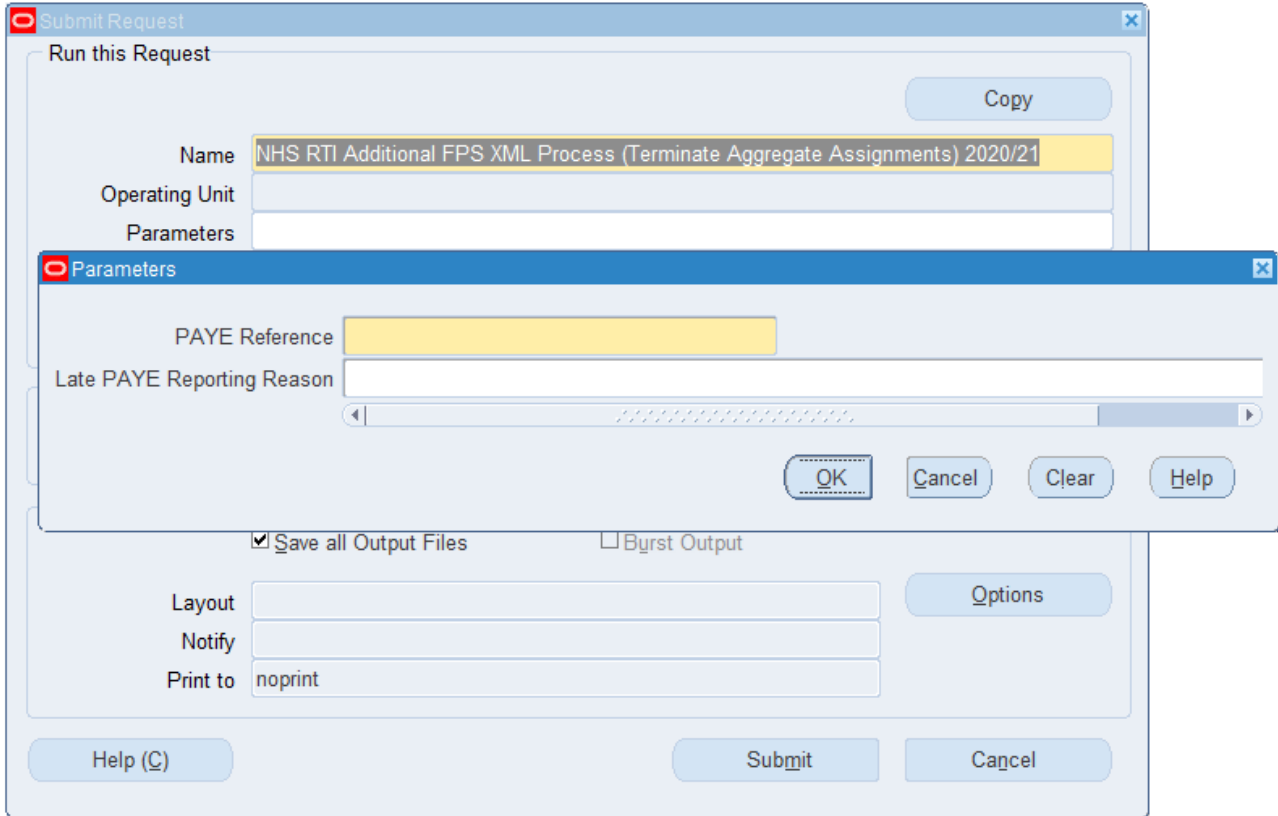 Submit Request
Run this Request
Copy
Name NHS RTI Additional FPS XML Process (Terminate Aggregate Assignments) 2020/21
Operating Unit
Parameters
Parameters
PAYE Reference
Late PAYE Reporting Reason
OK Cancel Clear Help
Save all Output Files Burst Output
Layout Options
Notify
Print to noprint
Help (C) Submit Cancel